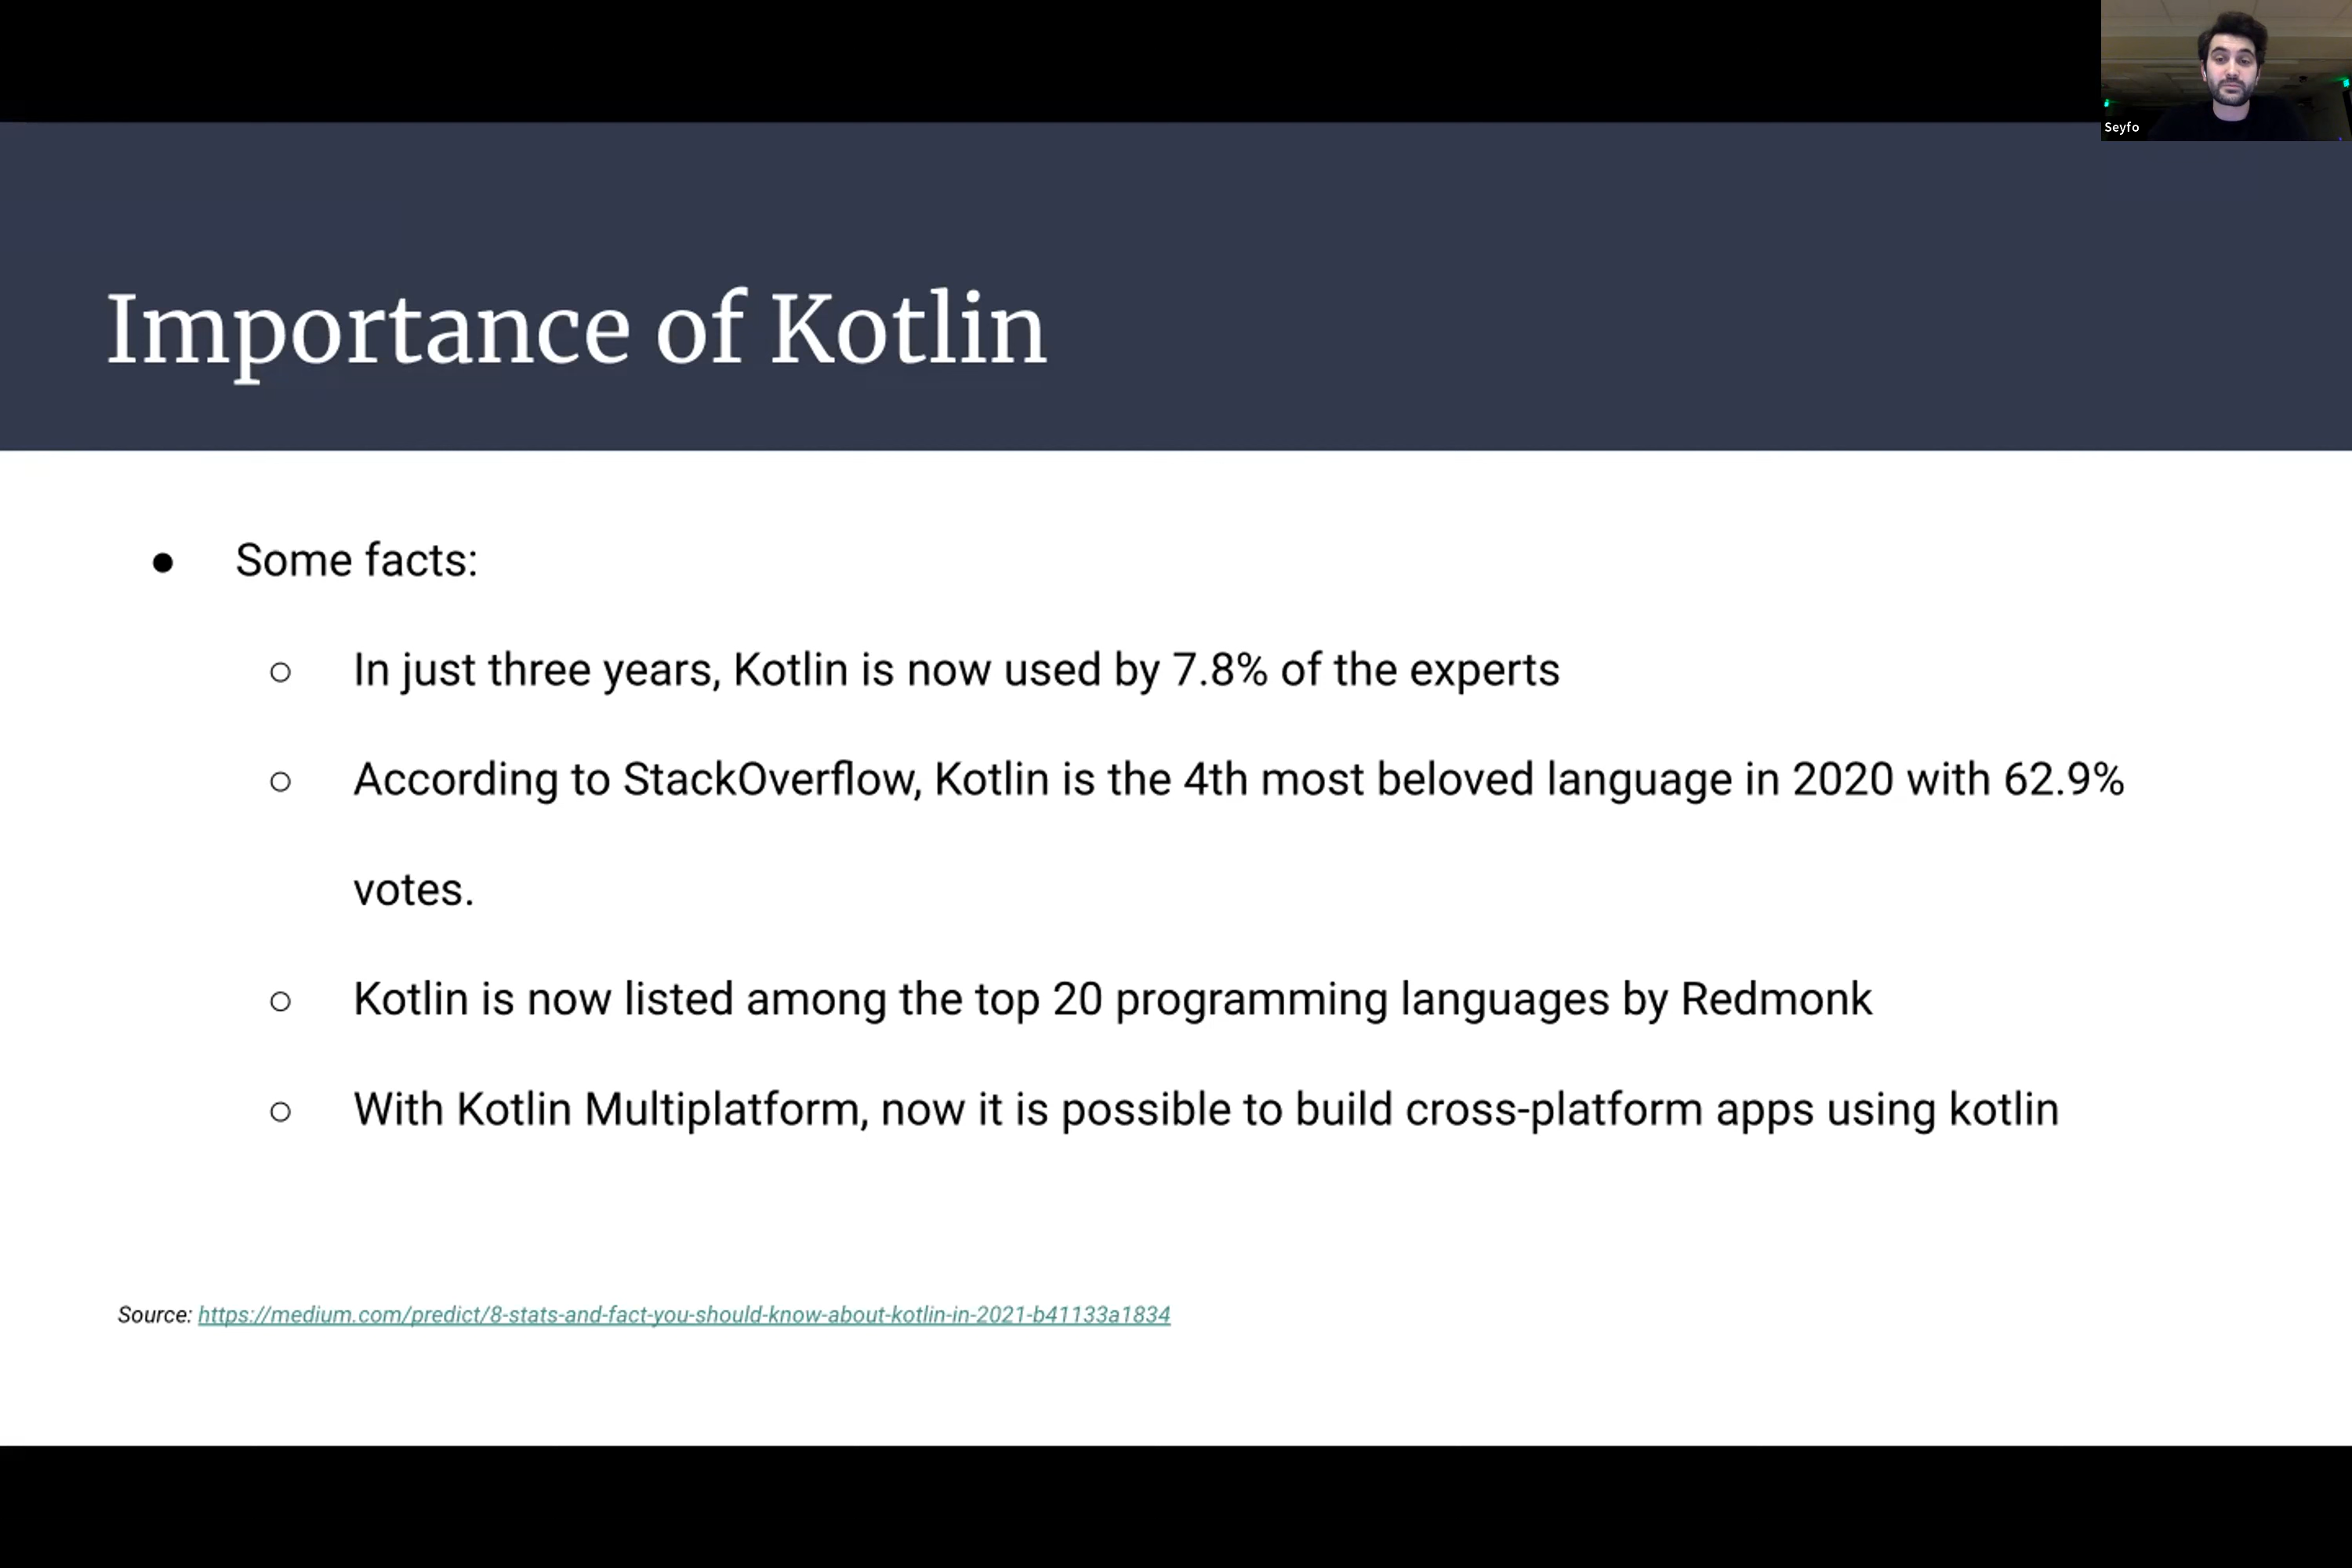 Seyfo
Importance of Kotlin
● Some facts:
○ In just three years, Kotlin is now used by 7.8% of the experts
○ According to StackOverflow, Kotlin is the 4th most beloved language in 2020 with 62.9%
votes.
○ Kotlin is now listed among the top 20 programming languages by Redmonk
○ With Kotlin Multiplatform, now it is possible to build cross-platform apps using kotlin
Source: https://medium.com/predict/8-stats-and-fact-you-should-know-about-kotlin-in-2021-b41133a1834